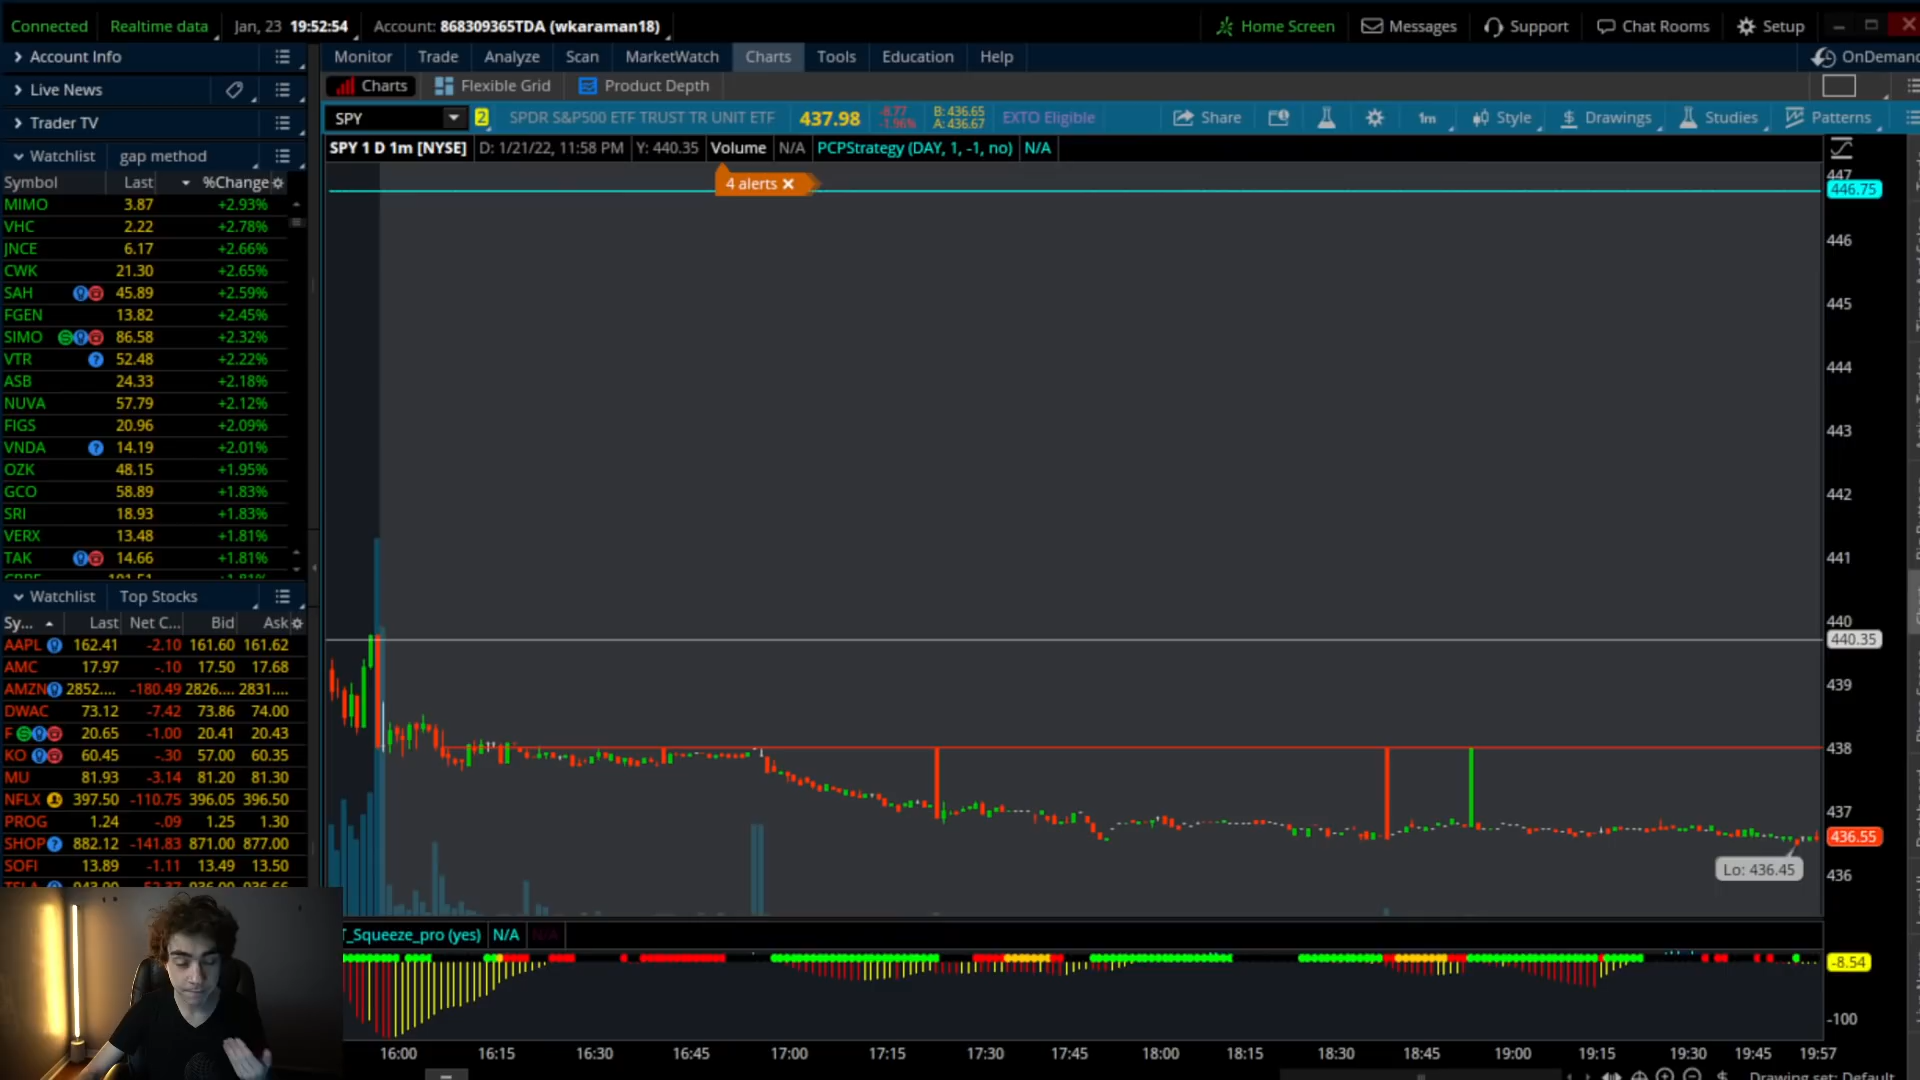 Connected Realtime data Jan, 23 19:52:54 Account: 868309365TDA (wkaraman18) Home Screen Messages Support Chat Rooms Setup
Account Info Monitor Trade Analyze Scan MarketWatch Charts Tools Education Help OnDemand
Live News Charts Flexible Grid Product Depth
Trader TV SPY 2 SPDR S&P500 ETF TRUST TR UNIT ETF 437.98 -8.77 -1.96% B: 436.65 A: 436.67 EXTO Eligible Share 1m Style $ Drawings Studies Patterns
Watchlist gap method SPY 1 D 1m [NYSE] D: 1/21/22, 11:58 PM Y: 440.35 Volume N/A PCPStrategy (DAY, 1, -1, no) N/A
Symbol Last %Change
4 alerts
MIMO 3.87 +2.93%
VHC 2.22 +2.78%
JNCE 6.17 +2.66%
CWK 21.30 +2.65%
SAH 45.89 +2.59%
FGEN 13.82 +2.45%
SIMO 86.58 +2.32%
VTR 52.48 +2.22%
ASB 24.33 +2.18%
NUVA 57.79 +2.12%
FIGS 20.96 +2.09%
VNDA 14.19 +2.01%
OZK 48.15 +1.95%
GCO 58.89 +1.83%
SRI 18.93 +1.83%
VERX 13.48 +1.81%
TAK 14.66 +1.81%
Watchlist Top Stocks
Sy... Last Net C... Bid Ask
AAPL 162.41 -2.10 161.60 161.62
AMC 17.97 -.10 17.50 17.68
AMZN 2852.... -180.49 2826.... 2831....
DWAC 73.12 -7.42 73.86 74.00
F 20.65 -1.00 20.41 20.43
KO 60.45 -.30 57.00 60.35
MU 81.93 -3.14 81.20 81.30
NFLX 397.50 -110.75 396.05 396.50
PROG 1.24 -.09 1.25 1.30
SHOP 882.12 -141.83 871.00 877.00
SOFI 13.89 -1.11 13.49 13.50
447
446.75
446
445
444
443
442
441
440
440.35
439
438
437
436.55
436
Lo: 436.45
T_Squeeze_pro (yes) N/A N/A
-8.54
-100
16:00 16:15 16:30 16:45 17:00 17:15 17:30 17:45 18:00 18:15 18:30 18:45 19:00 19:15 19:30 19:45 19:57
Drawing set: Default